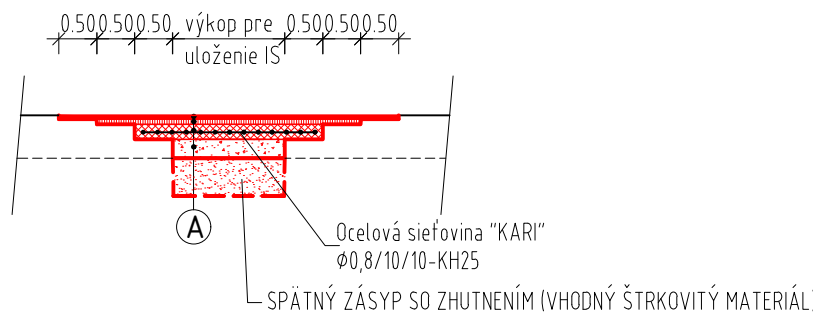 0.50 0.50 0.50 výkop pre 0.50 0.50 0.50
uloženie IS
A
Ocelová sieťovina "KARI"
Φ0,8/10/10-KH25
SPÄTNÝ ZÁSYP SO ZHUTNENÍM (VHODNÝ ŠTRKOVITÝ MATERIÁL)